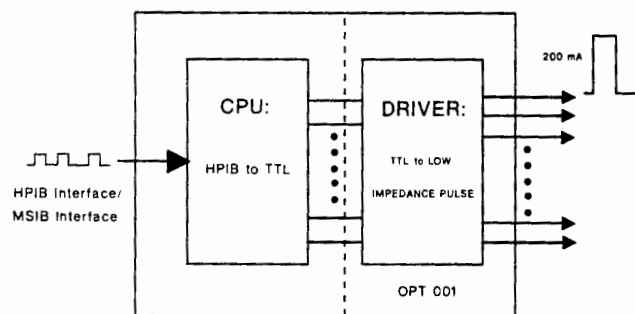 200 mA
CPU:
DRIVER:
HPIB to TTL
TTL to LOW
IMPEDANCE PULSE
HPIB Interface/
MSIB Interface
OPT 001